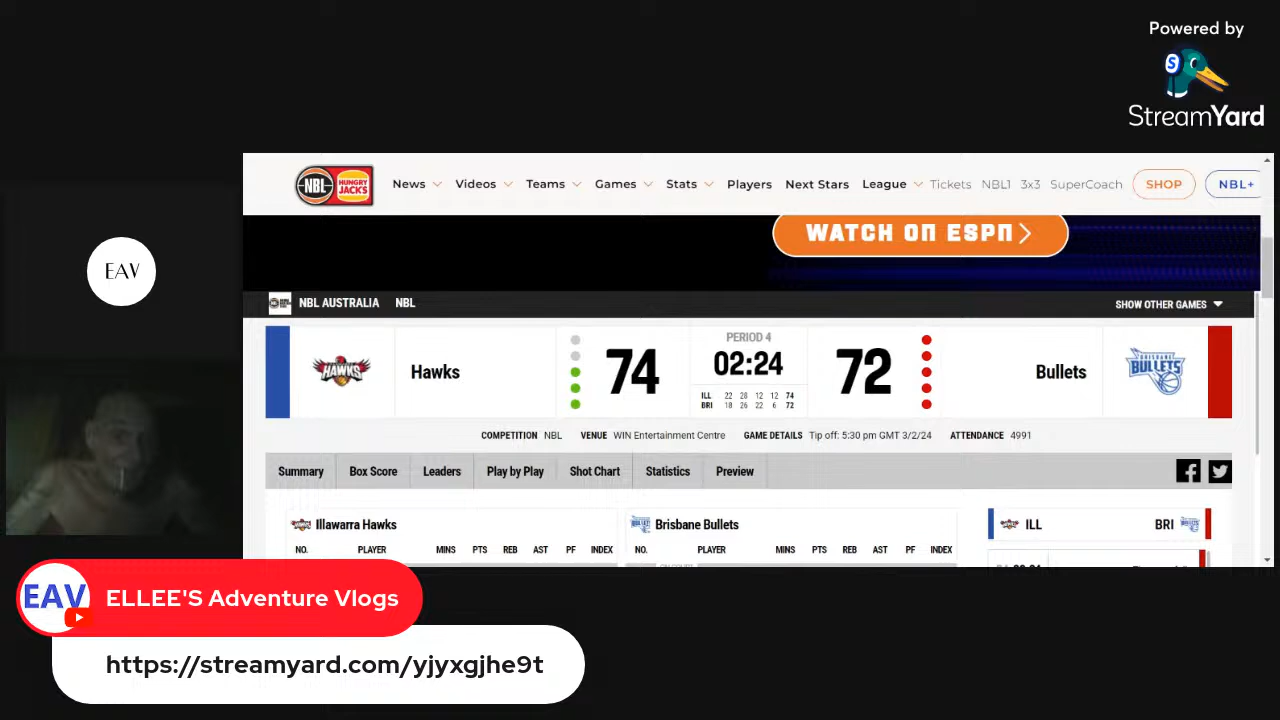 Powered by
S
StreamYard
NBL HUNGRY JACK'S News Videos Teams Games Stats Players Next Stars League Tickets NBL1 3x3 SuperCoach SHOP NBL+
WATCH ON ESPN
EAV
NBL AUSTRALIA NBL SHOW OTHER GAMES
HAWKS Hawks 74 PERIOD 4 72 Bullets BRISBANE BULLETS
02:24
ILL 22 28 12 12 74
BRI 18 26 22 6 72
COMPETITION NBL VENUE WIN Entertainment Centre GAME DETAILS Tip off: 5:30 pm GMT 3/2/24 ATTENDANCE 4991
Summary Box Score Leaders Play by Play Shot Chart Statistics Preview
Illawarra Hawks Brisbane Bullets ILL BRI
NO. PLAYER MINS PTS REB AST PF INDEX NO. PLAYER MINS PTS REB AST PF INDEX
EAV ELLEE'S Adventure Vlogs
https://streamyard.com/yjyxgjhe9t